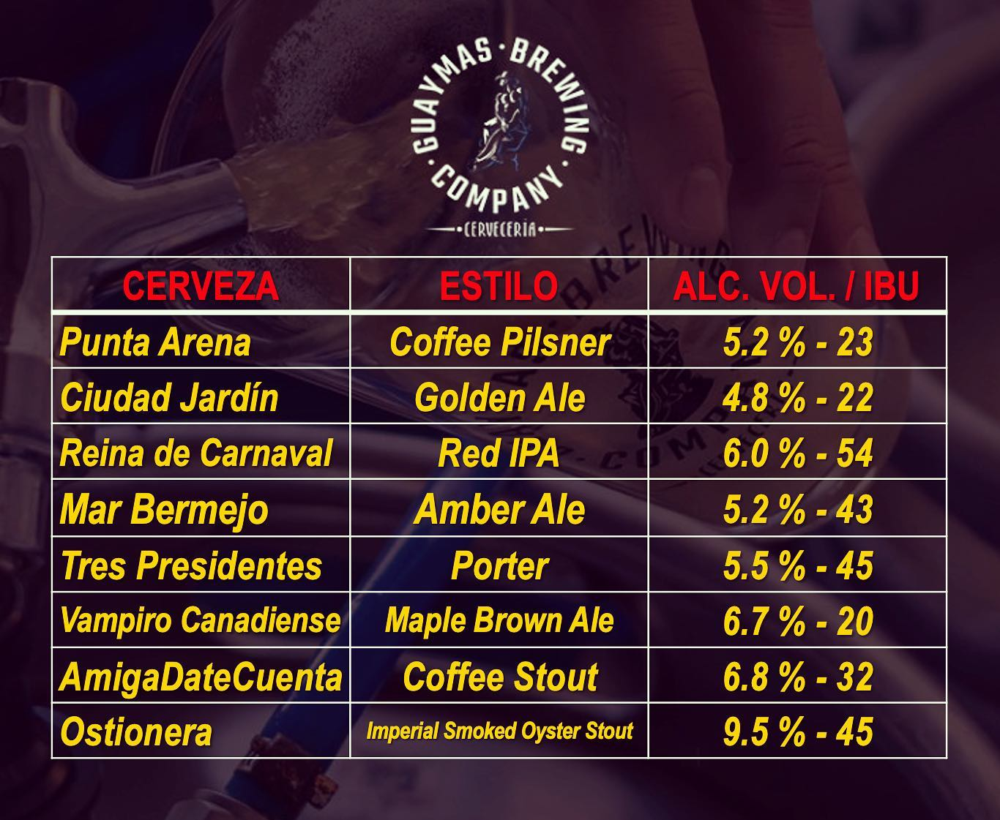 GUAYMAS · BREWING
· COMPANY ·
CERVECERÍA
CERVEZA ESTILO ALC. VOL. / IBU
Punta Arena Coffee Pilsner 5.2 % - 23
Ciudad Jardín Golden Ale 4.8 % - 22
Reina de Carnaval Red IPA 6.0 % - 54
Mar Bermejo Amber Ale 5.2 % - 43
Tres Presidentes Porter 5.5 % - 45
Vampiro Canadiense Maple Brown Ale 6.7 % - 20
AmigaDateCuenta Coffee Stout 6.8 % - 32
Ostionera Imperial Smoked Oyster Stout 9.5 % - 45